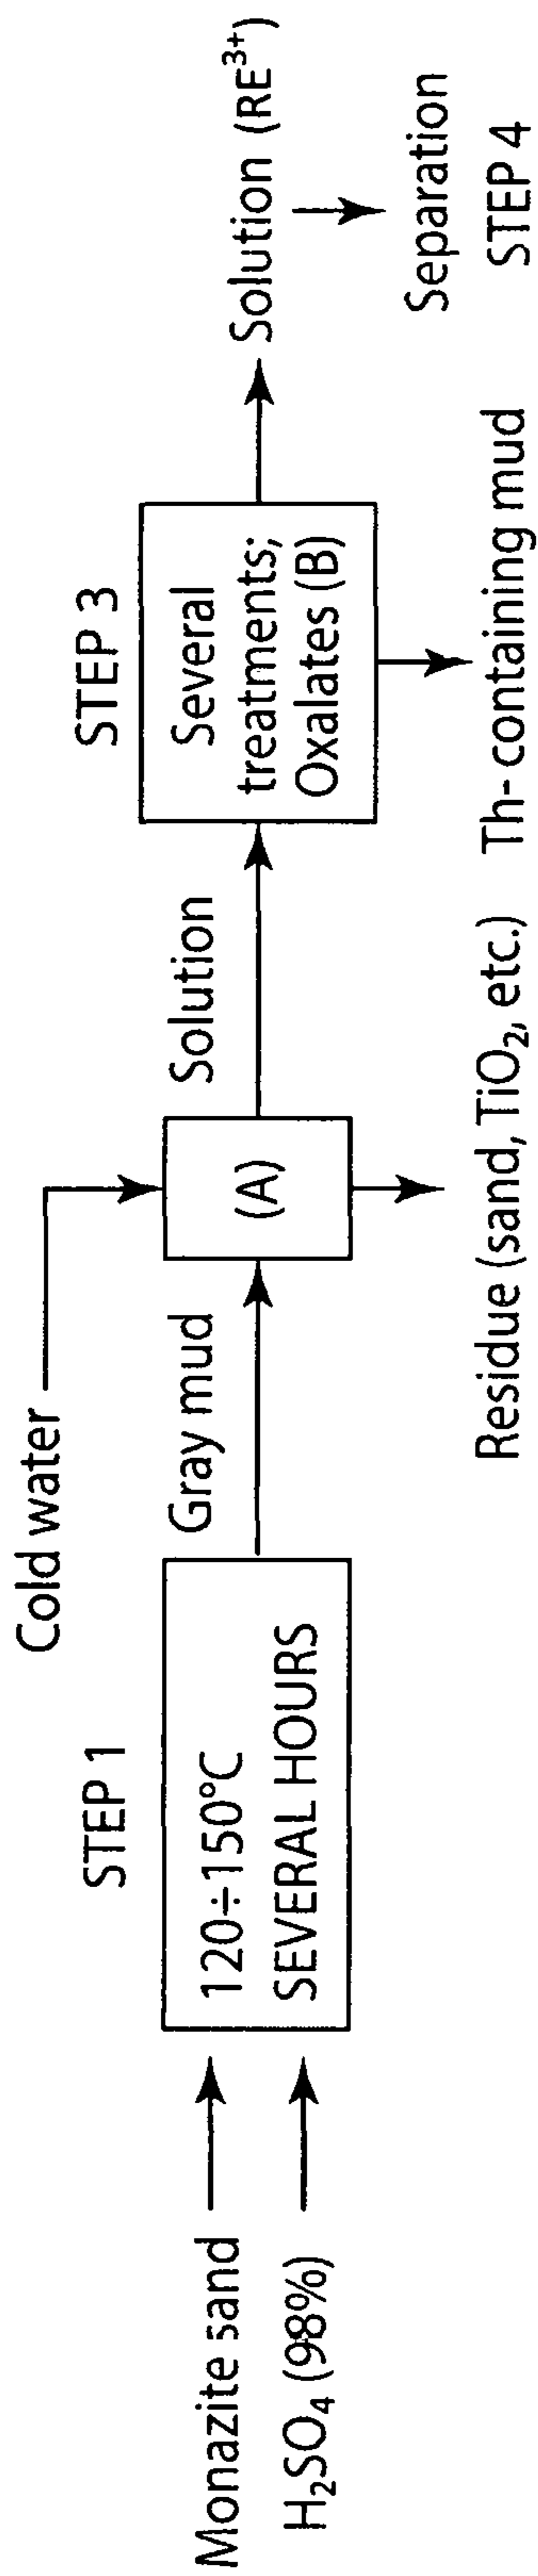 Monazite sand
H₂SO₄ (98%)
STEP 1
120÷150°C
SEVERAL HOURS
Gray mud
Cold water
(A)
Residue (sand, TiO₂, etc.)
Solution
STEP 3
Several
treatments;
Oxalates (B)
Th- containing mud
Solution (RE³⁺)
Separation
STEP 4